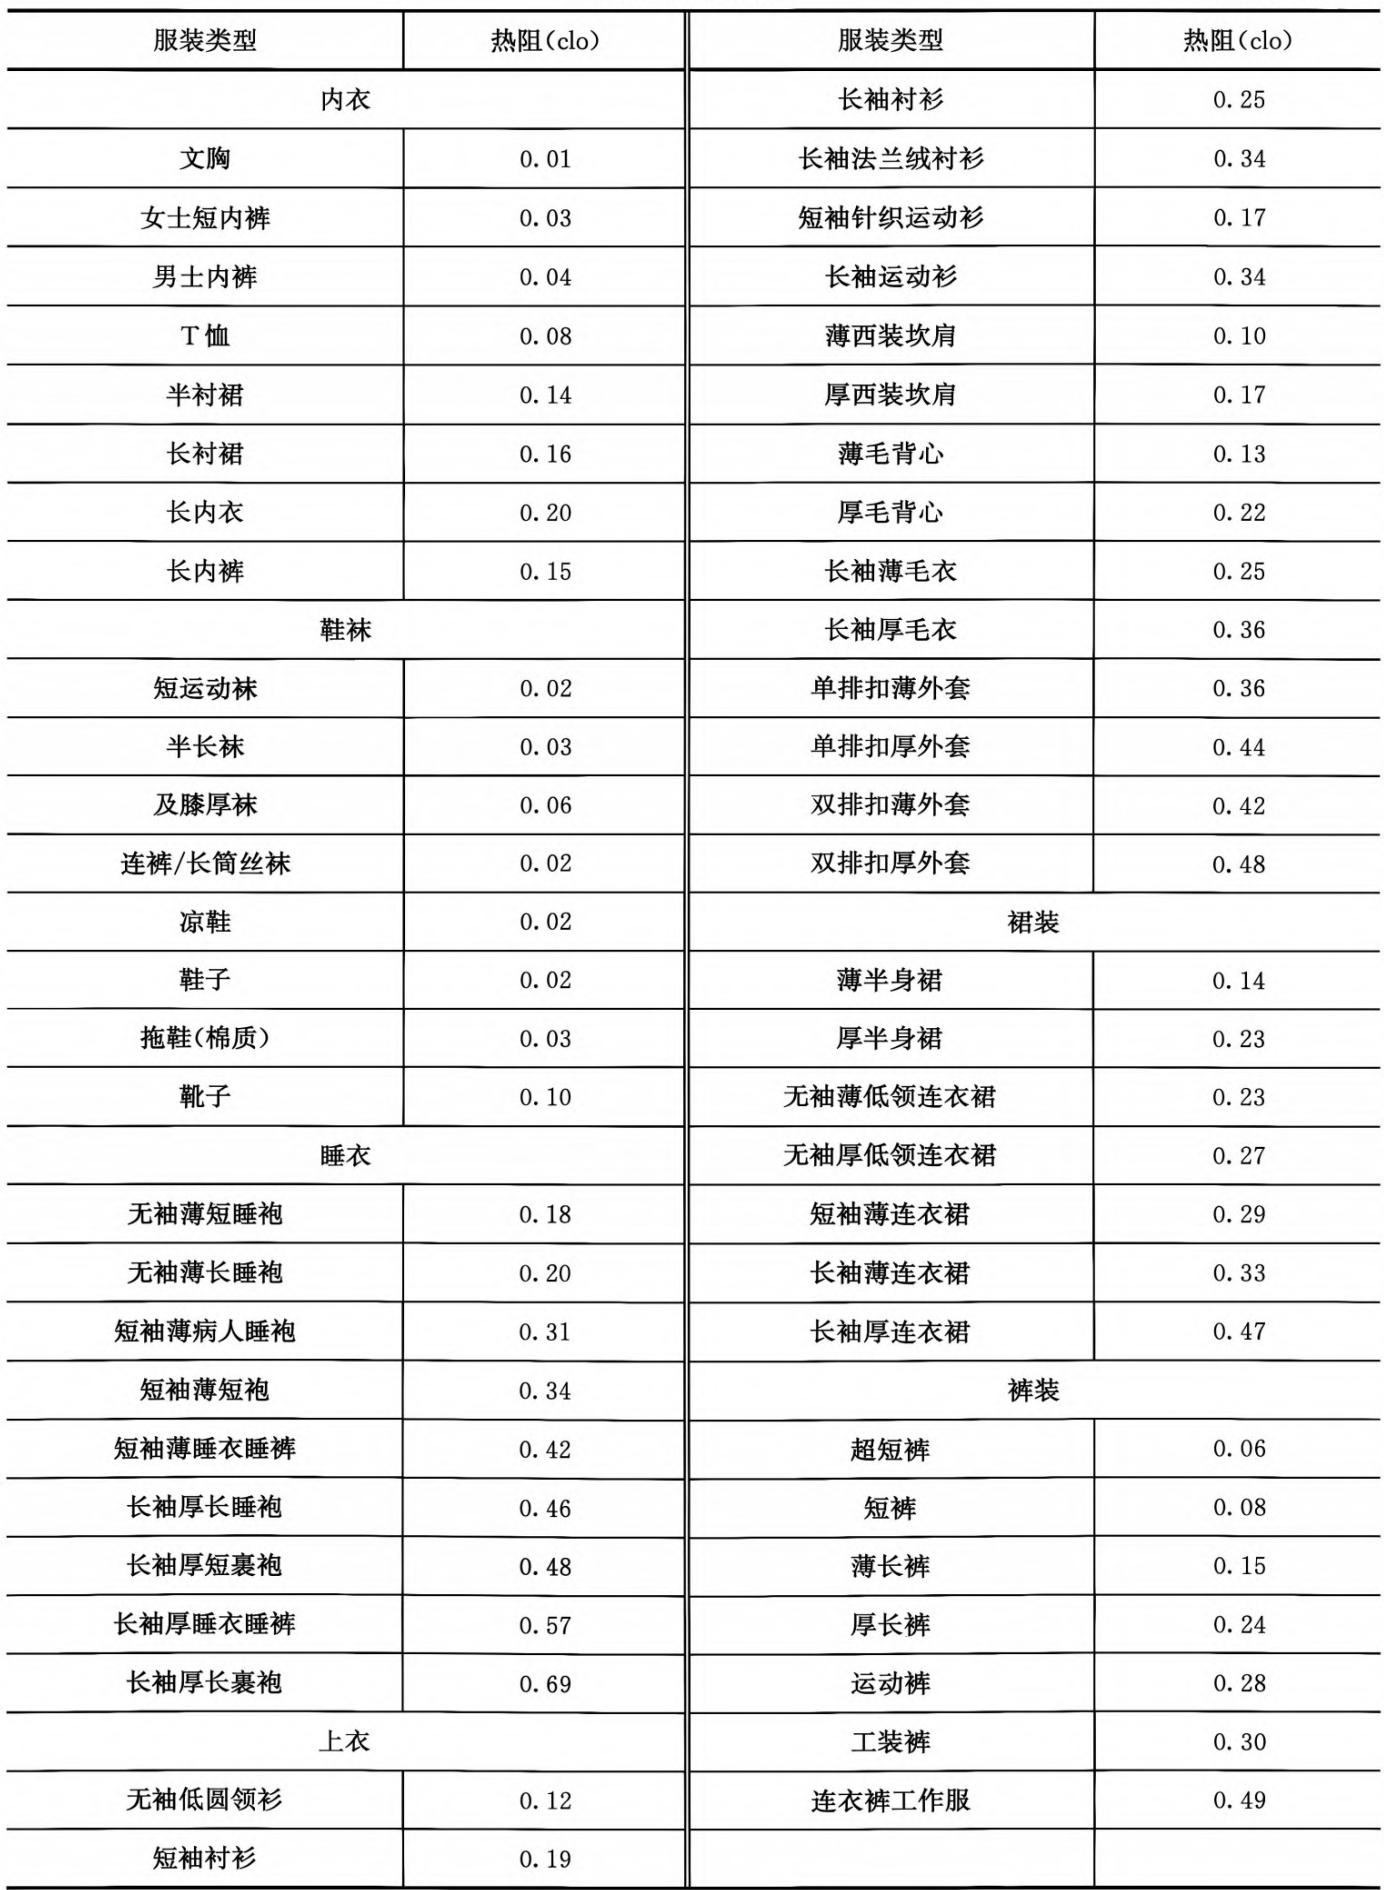 服装类型 热阻(clo) 服装类型 热阻(clo)
内衣 长袖衬衫 0.25
文胸 0.01 长袖法兰绒衬衫 0.34
女士短内裤 0.03 短袖针织运动衫 0.17
男士内裤 0.04 长袖运动衫 0.34
T恤 0.08 薄西装坎肩 0.10
半衬裙 0.14 厚西装坎肩 0.17
长衬裙 0.16 薄毛背心 0.13
长内衣 0.20 厚毛背心 0.22
长内裤 0.15 长袖薄毛衣 0.25
鞋袜 长袖厚毛衣 0.36
短运动袜 0.02 单排扣薄外套 0.36
半长袜 0.03 单排扣厚外套 0.44
及膝厚袜 0.06 双排扣薄外套 0.42
连裤/长筒丝袜 0.02 双排扣厚外套 0.48
凉鞋 0.02 裙装
鞋子 0.02 薄半身裙 0.14
拖鞋(棉质) 0.03 厚半身裙 0.23
靴子 0.10 无袖薄低领连衣裙 0.23
睡衣 无袖厚低领连衣裙 0.27
无袖薄短睡袍 0.18 短袖薄连衣裙 0.29
无袖薄长睡袍 0.20 长袖薄连衣裙 0.33
短袖薄病人睡袍 0.31 长袖厚连衣裙 0.47
短袖薄短袍 0.34 裤装
短袖薄睡衣睡裤 0.42 超短裤 0.06
长袖厚长睡袍 0.46 短裤 0.08
长袖厚短裹袍 0.48 薄长裤 0.15
长袖厚睡衣睡裤 0.57 厚长裤 0.24
长袖厚长裹袍 0.69 运动裤 0.28
上衣 工装裤 0.30
无袖低圆领衫 0.12 连衣裤工作服 0.49
短袖衬衫 0.19